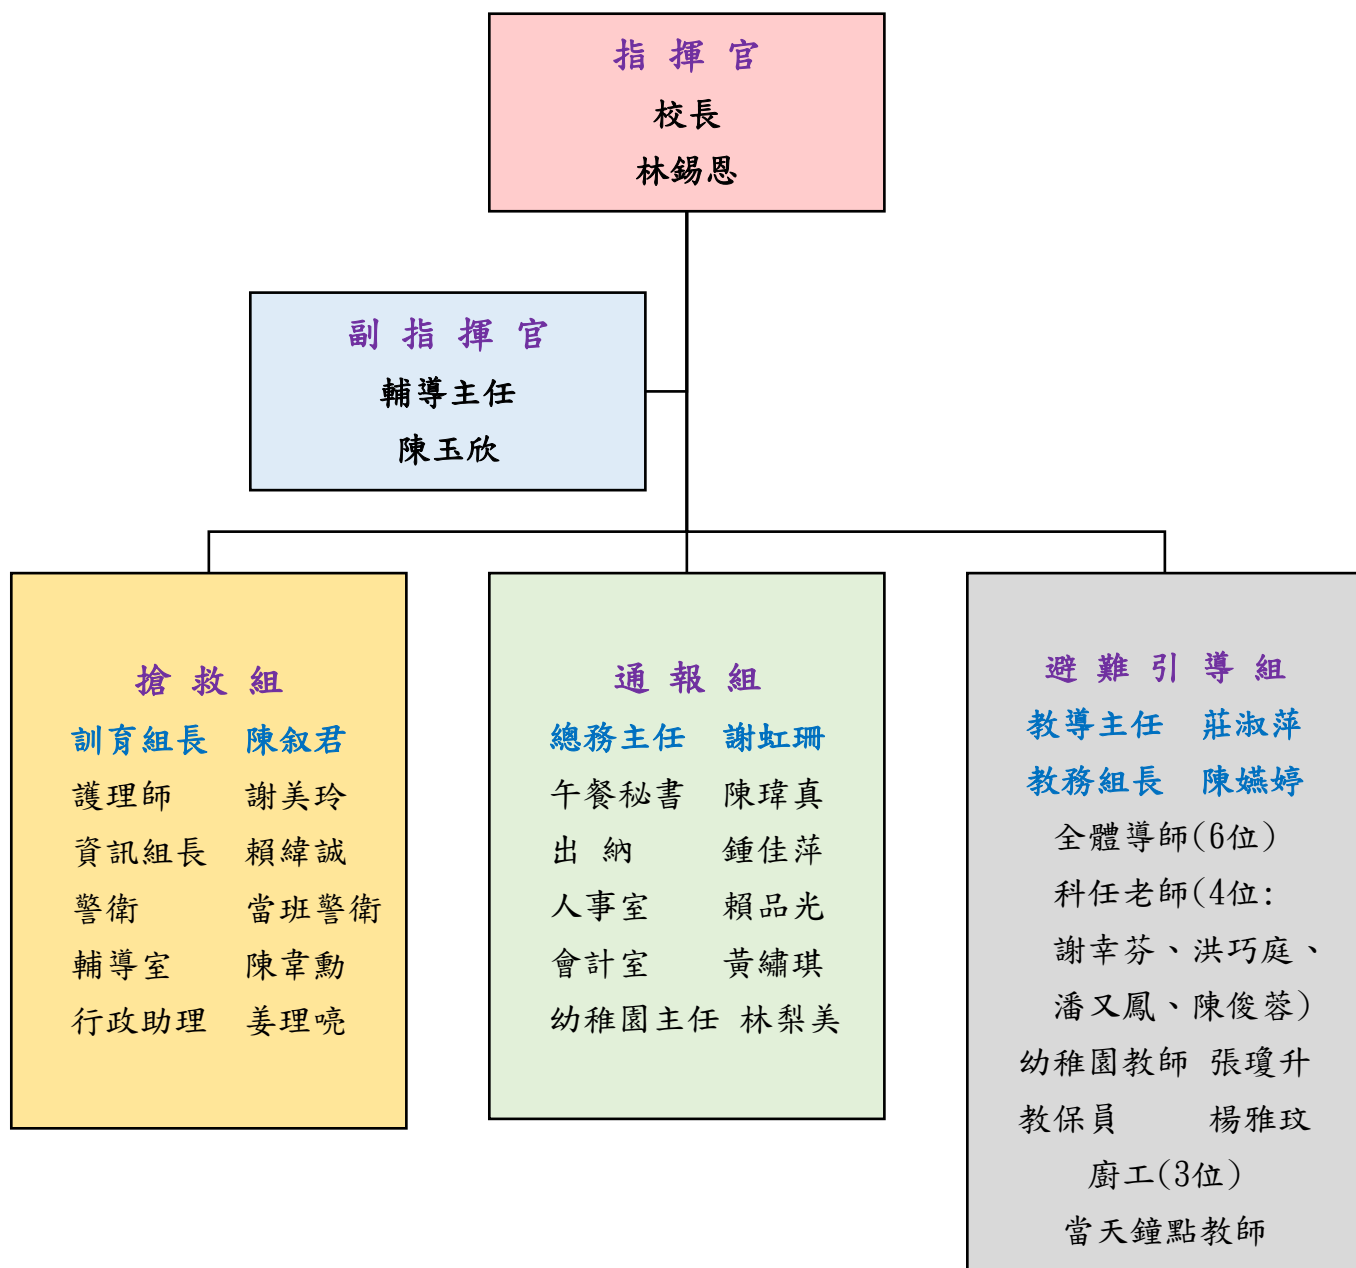 指揮官
校長
林錫恩
副指揮官
輔導主任
陳玉欣
搶救組
訓育組長 陳叙君
護理師 謝美玲
資訊組長 賴緯誠
警衛 當班警衛
輔導室 陳韋勳
行政助理 姜理喨
通報組
總務主任 謝虹珊
午餐秘書 陳瑋真
出納 鍾佳萍
人事室 賴品光
會計室 黃繡琪
幼稚園主任 林梨美
避難引導組
教導主任 莊淑萍
教務組長 陳嬿婷
全體導師(6位)
科任老師(4位:
謝幸芬、洪巧庭、
潘又鳳、陳俊蓉)
幼稚園教師 張瓊升
教保員 楊雅玟
廚工(3位)
當天鐘點教師